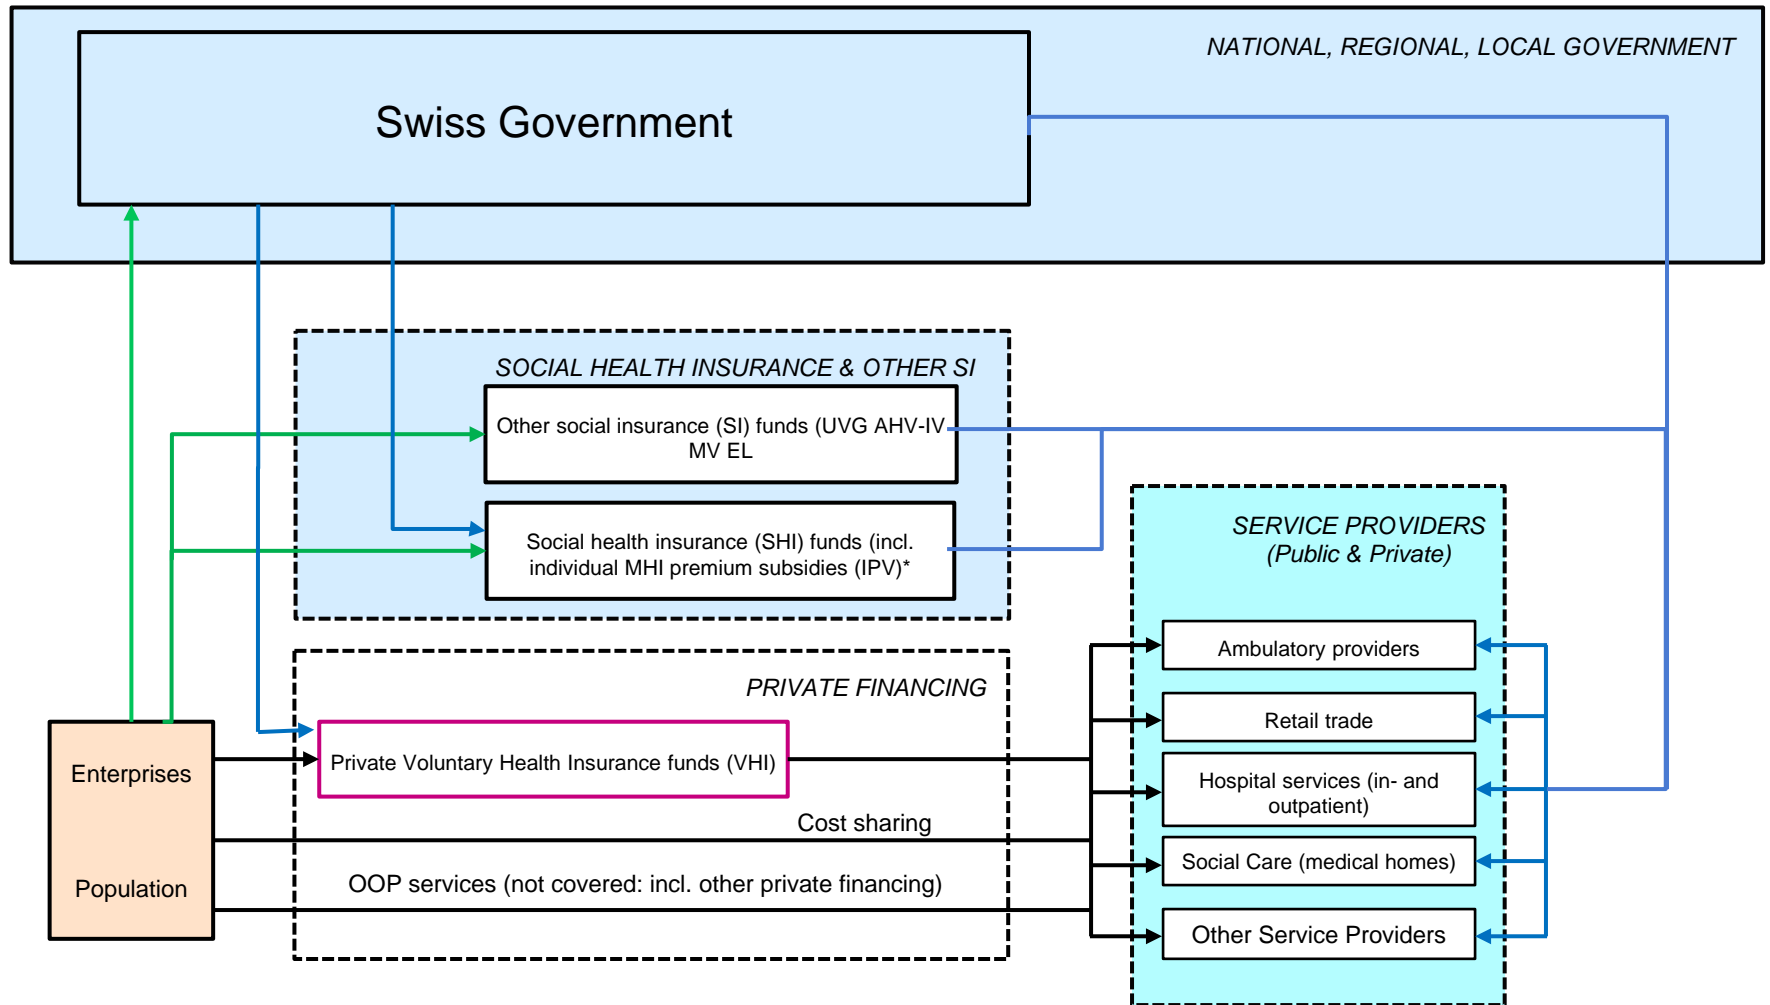 NATIONAL, REGIONAL, LOCAL GOVERNMENT
Swiss Government
SOCIAL HEALTH INSURANCE & OTHER SI
Other social insurance (SI) funds (UVG AHV-IV
MV EL
Social health insurance (SHI) funds (incl.
individual MHI premium subsidies (IPV)*
SERVICE PROVIDERS
(Public & Private)
Ambulatory providers
Retail trade
Hospital services (in- and
outpatient)
Social Care (medical homes)
Other Service Providers
PRIVATE FINANCING
Private Voluntary Health Insurance funds (VHI)
Cost sharing
OOP services (not covered: incl. other private financing)
Enterprises
Population